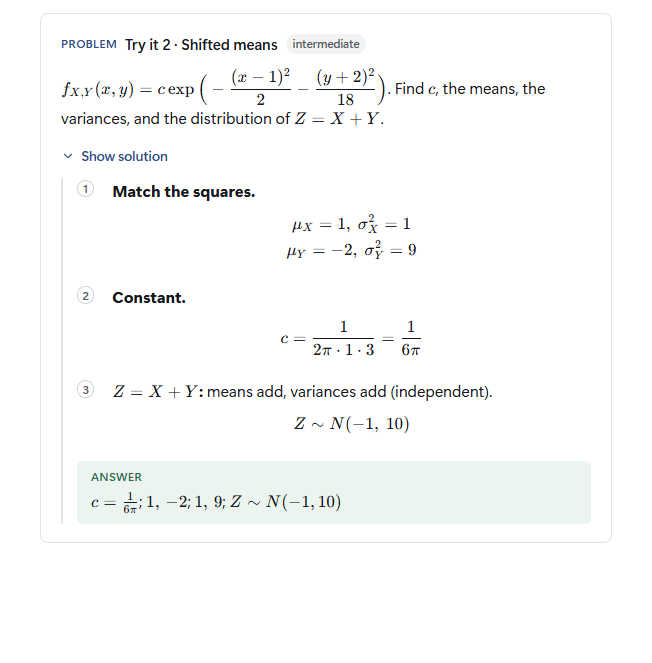 PROBLEM Try it 2 · Shifted means intermediate
f_{X,Y}(x, y) = c exp ( − (x − 1)²/2 − (y + 2)²/18 ). Find c, the means, the
variances, and the distribution of Z = X + Y.
Show solution
1 Match the squares.
μ_X = 1, σ²_X = 1
μ_Y = −2, σ²_Y = 9
2 Constant.
c = 1/(2π · 1 · 3) = 1/(6π)
3 Z = X + Y: means add, variances add (independent).
Z ∼ N(−1, 10)
ANSWER
c = 1/(6π); 1, −2; 1, 9; Z ∼ N(−1, 10)